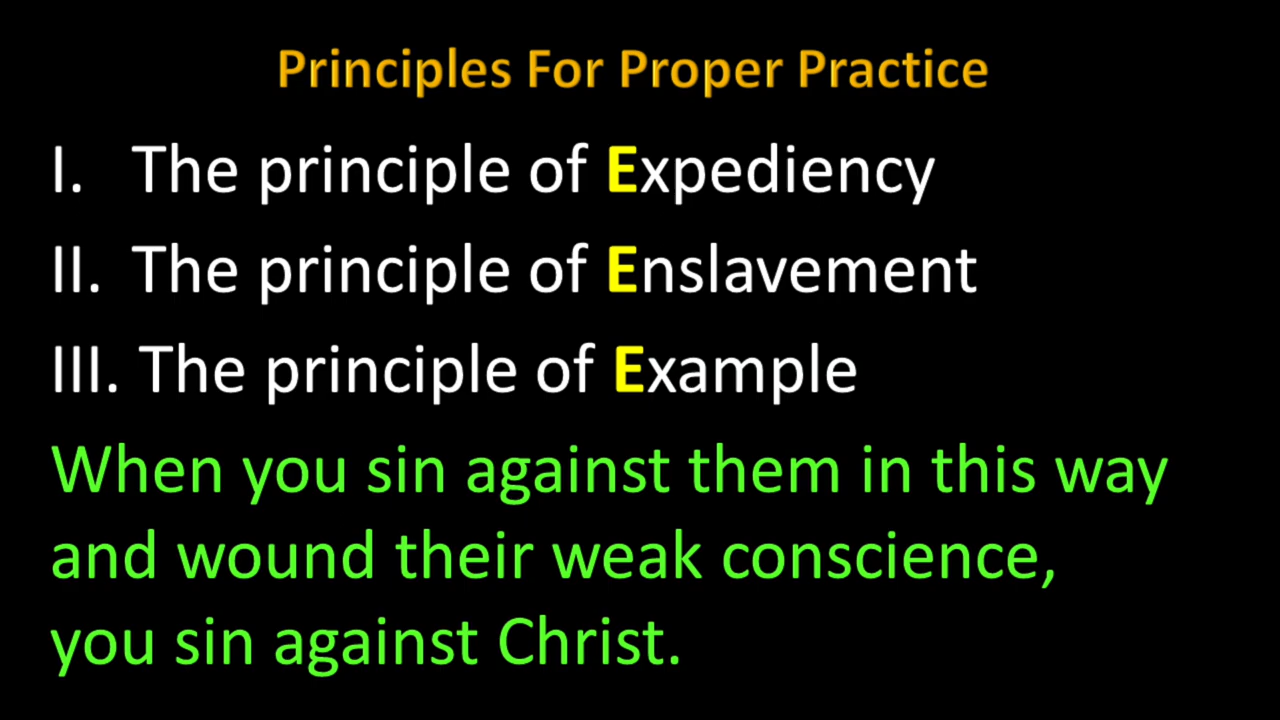 Principles For Proper Practice
I. The principle of Expediency
II. The principle of Enslavement
III. The principle of Example
When you sin against them in this way
and wound their weak conscience,
you sin against Christ.